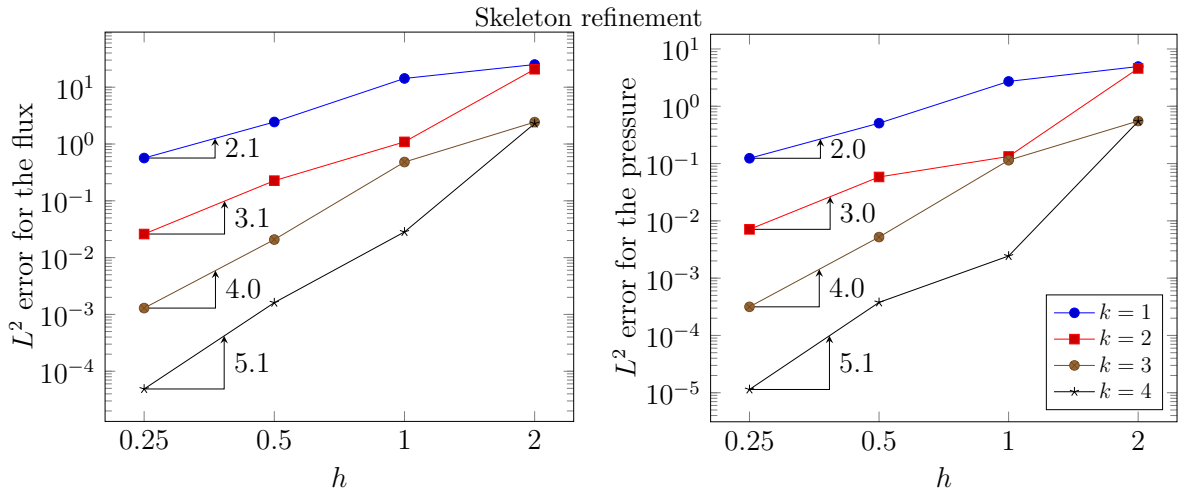 Skeleton refinement
L² error for the flux
10¹
10⁰
10⁻¹
10⁻²
10⁻³
10⁻⁴
2.1
3.1
4.0
5.1
0.25 0.5 1 2
h
L² error for the pressure
10¹
10⁰
10⁻¹
10⁻²
10⁻³
10⁻⁴
10⁻⁵
2.0
3.0
4.0
5.1
k = 1
k = 2
k = 3
k = 4
0.25 0.5 1 2
h